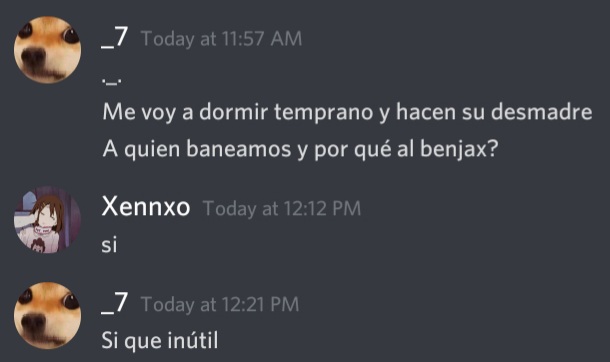 _7 Today at 11:57 AM
._.
Me voy a dormir temprano y hacen su desmadre
A quien baneamos y por qué al benjax?
Xennxo Today at 12:12 PM
si
_7 Today at 12:21 PM
Si que inútil